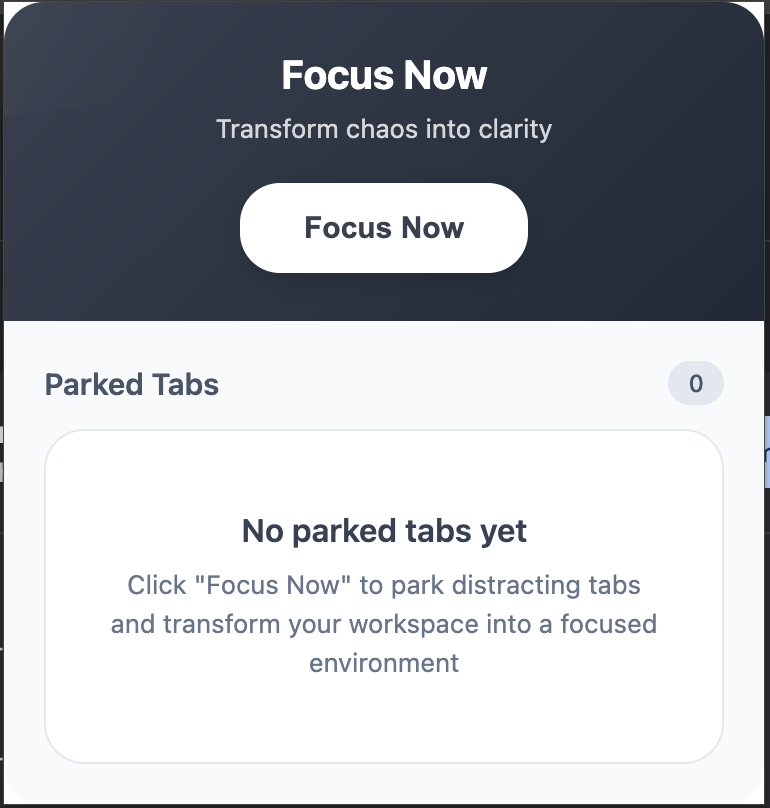 Focus Now
Transform chaos into clarity
Focus Now
Parked Tabs
0
No parked tabs yet
Click "Focus Now" to park distracting tabs
and transform your workspace into a focused
environment